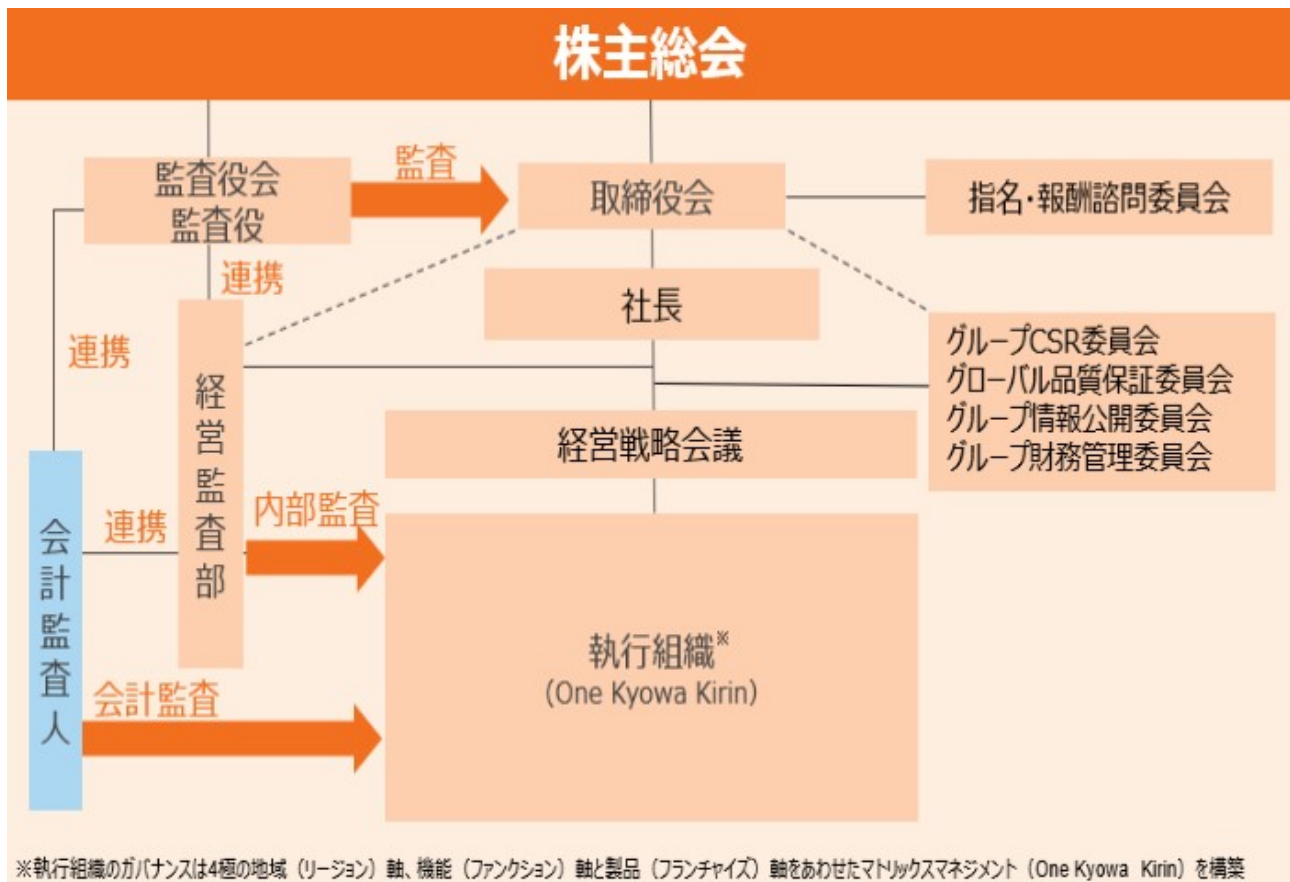 株主総会
監査役会
監査役
監査
取締役会
指名・報酬諮問委員会
連携
社長
連携
経営監査部
グループCSR委員会
グローバル品質保証委員会
グループ情報公開委員会
グループ財務管理委員会
経営戦略会議
会計監査人
連携
内部監査
執行組織※
(One Kyowa Kirin)
会計監査
※執行組織のガバナンスは4極の地域（リージョン）軸、機能（ファンクション）軸と製品（フランチャイズ）軸をあわせたマトリックスマネジメント（One Kyowa Kirin）を構築